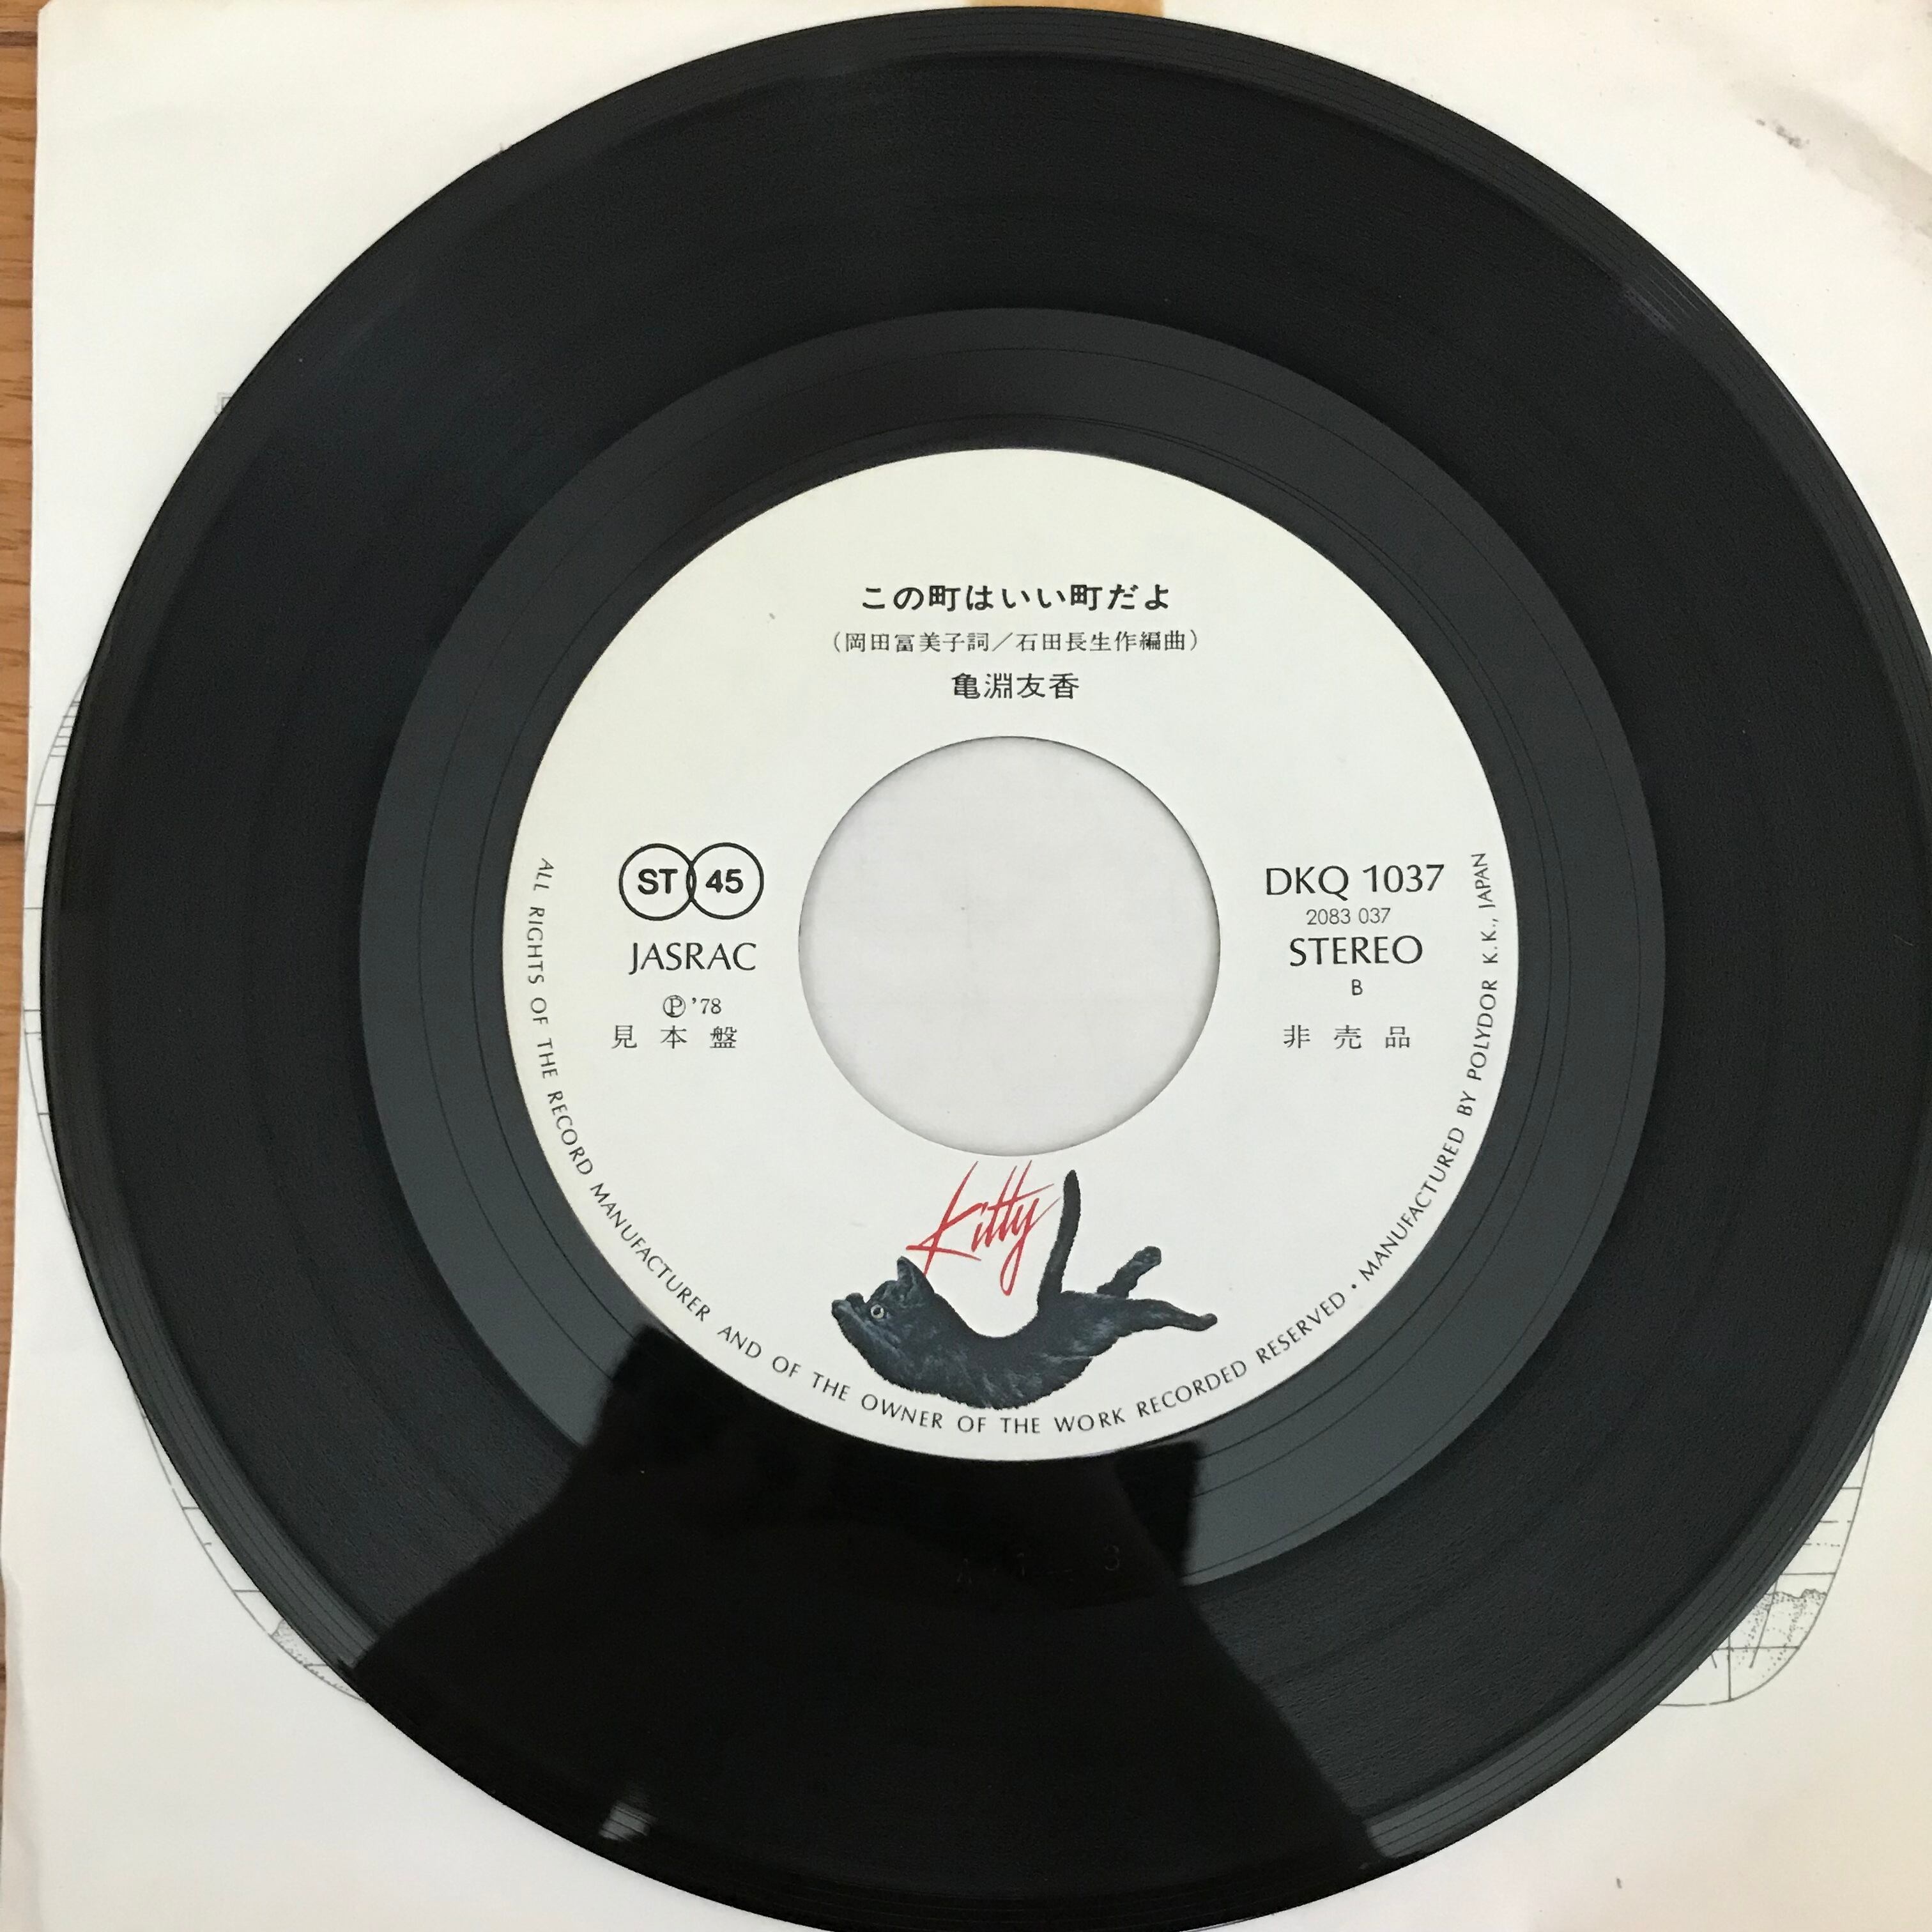 この町はいい町だよ
（岡田冨美子詞／石田長生作編曲）
亀淵友香
ST 45
JASRAC
Ⓟ'78
見本盤
DKQ 1037
2083 037
STEREO
B
非売品
Kitty
ALL RIGHTS OF THE RECORD MANUFACTURER AND OF THE OWNER OF THE WORK RECORDED RESERVED • MANUFACTURED BY POLYDOR K.K., JAPAN